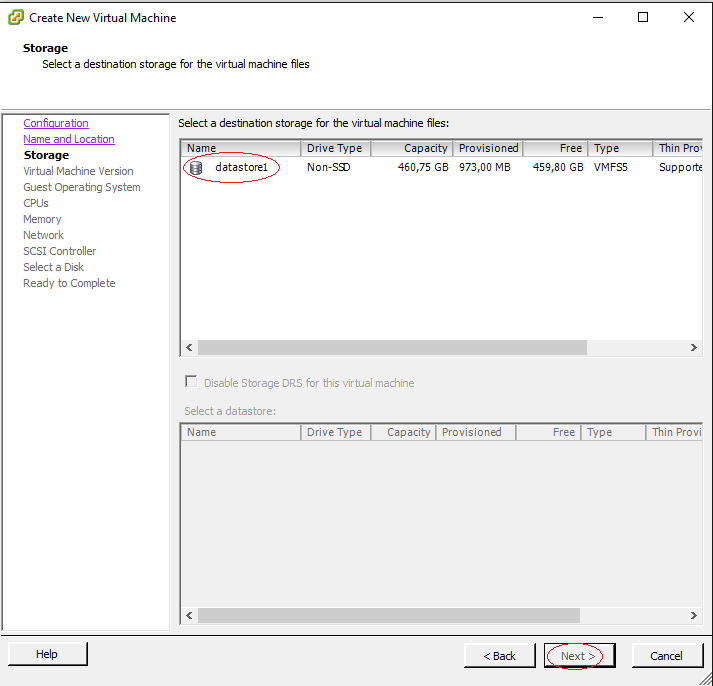 Create New Virtual Machine
Storage
Select a destination storage for the virtual machine files
Configuration
Name and Location
Storage
Virtual Machine Version
Guest Operating System
CPUs
Memory
Network
SCSI Controller
Select a Disk
Ready to Complete
Select a destination storage for the virtual machine files:
Name Drive Type Capacity Provisioned Free Type Thin Prov
datastore1 Non-SSD 460,75 GB 973,00 MB 459,80 GB VMFS5 Supporte
Disable Storage DRS for this virtual machine
Select a datastore:
Name Drive Type Capacity Provisioned Free Type Thin Provi
Help < Back Next > Cancel